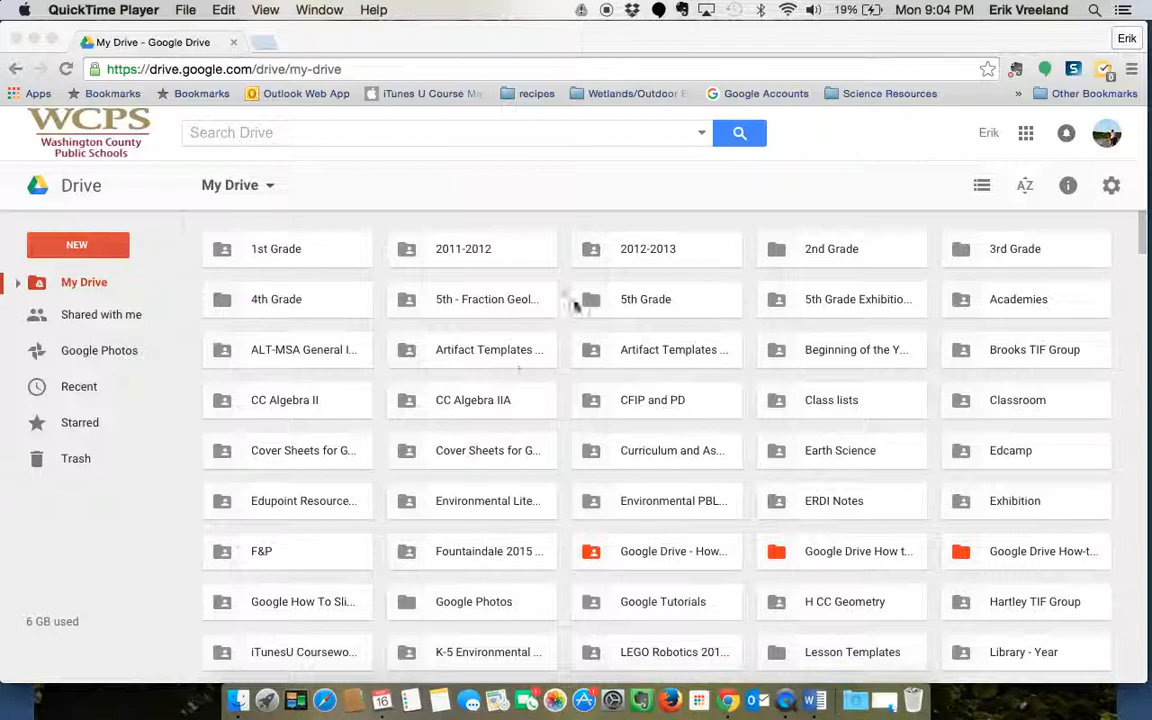 QuickTime Player File Edit View Window Help 19% Mon 9:04 PM Erik Vreeland
My Drive - Google Drive × Erik
https://drive.google.com/drive/my-drive
Apps Bookmarks Bookmarks Outlook Web App iTunes U Course Ma recipes Wetlands/Outdoor E Google Accounts Science Resources » Other Bookmarks
WCPS
Washington County
Public Schools
Search Drive Erik
Drive My Drive AZ
NEW
My Drive
Shared with me
Google Photos
Recent
Starred
Trash
6 GB used
1st Grade 2011-2012 2012-2013 2nd Grade 3rd Grade
4th Grade 5th - Fraction Geol... 5th Grade 5th Grade Exhibitio... Academies
ALT-MSA General I... Artifact Templates ... Artifact Templates ... Beginning of the Y... Brooks TIF Group
CC Algebra II CC Algebra IIA CFIP and PD Class lists Classroom
Cover Sheets for G... Cover Sheets for G... Curriculum and As... Earth Science Edcamp
Edupoint Resource... Environmental Lite... Environmental PBL... ERDI Notes Exhibition
F&P Fountaindale 2015 ... Google Drive - How... Google Drive How t... Google Drive How-t...
Google How To Sli... Google Photos Google Tutorials H CC Geometry Hartley TIF Group
iTunesU Coursewo... K-5 Environmental ... LEGO Robotics 201... Lesson Templates Library - Year
16